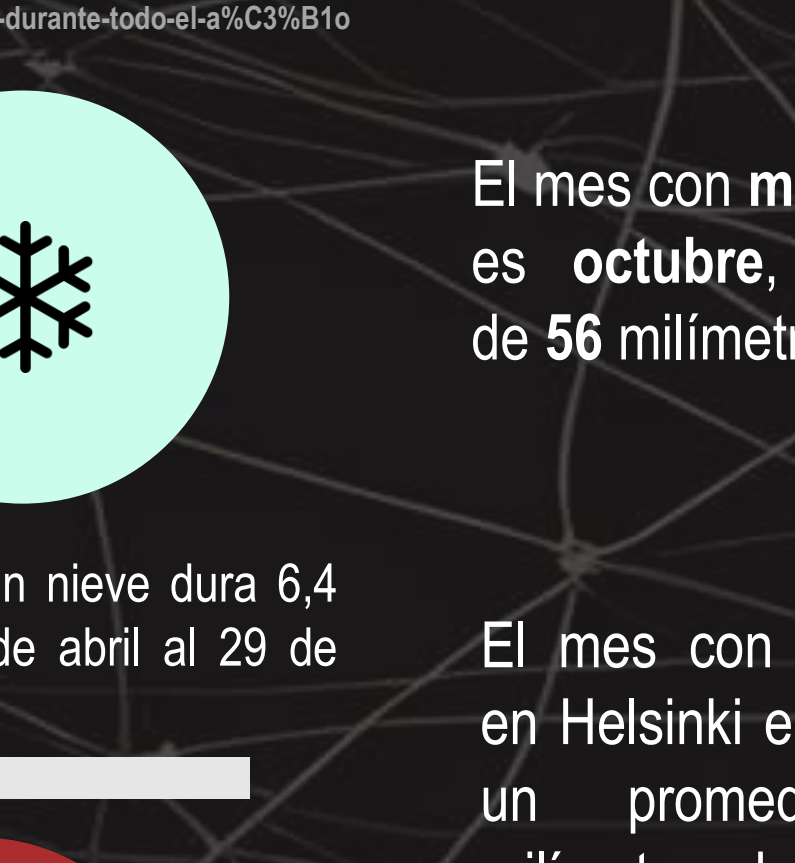 -durante-todo-el-a%C3%B1o
El mes con m
es octubre,
de 56 milímetr
n nieve dura 6,4
de abril al 29 de
El mes con
en Helsinki e
un promed